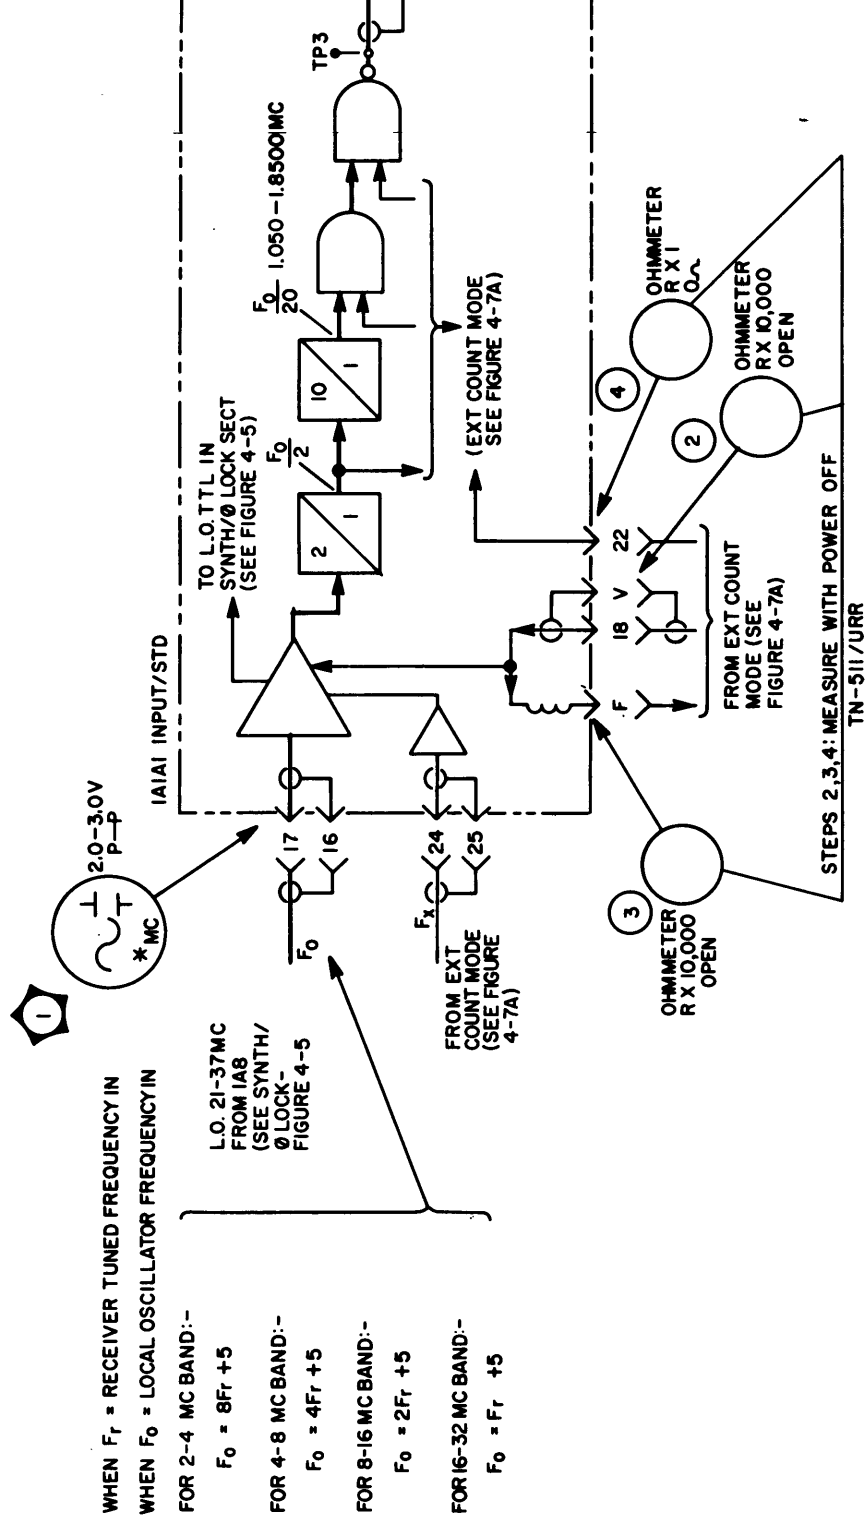 WHEN Fr = RECEIVER TUNED FREQUENCY IN
WHEN Fo = LOCAL OSCILLATOR FREQUENCY IN
FOR 2-4 MC BAND:-
Fo = 8Fr +5
FOR 4-8 MC BAND:-
Fo = 4Fr +5
FOR 8-16 MC BAND:-
Fo = 2Fr +5
FOR 16-32 MC BAND:-
Fo = Fr +5
L.O. 21-37MC
FROM 1A8
(SEE SYNTH/
Ø LOCK-
FIGURE 4-5
1
* MC
2.0-3.0V
P-P
1A1A1 INPUT/STD
Fo
17
16
Fx
24
25
FROM EXT
COUNT MODE
(SEE FIGURE
4-7A)
TO L.O.TTL IN
SYNTH/Ø LOCK SECT
(SEE FIGURE 4-5)
2
1
Fo
2
10
1
Fo
20
1.050-1.8500MC
TP3
(EXT COUNT MODE
SEE FIGURE 4-7A)
F
18
V
22
FROM EXT COUNT
MODE (SEE
FIGURE 4-7A)
3
OHMMETER
R X 10,000
OPEN
2
OHMMETER
RX 10,000
OPEN
4
OHMMETER
R X 1
0Ω
STEPS 2,3,4: MEASURE WITH POWER OFF
TN-511/URR